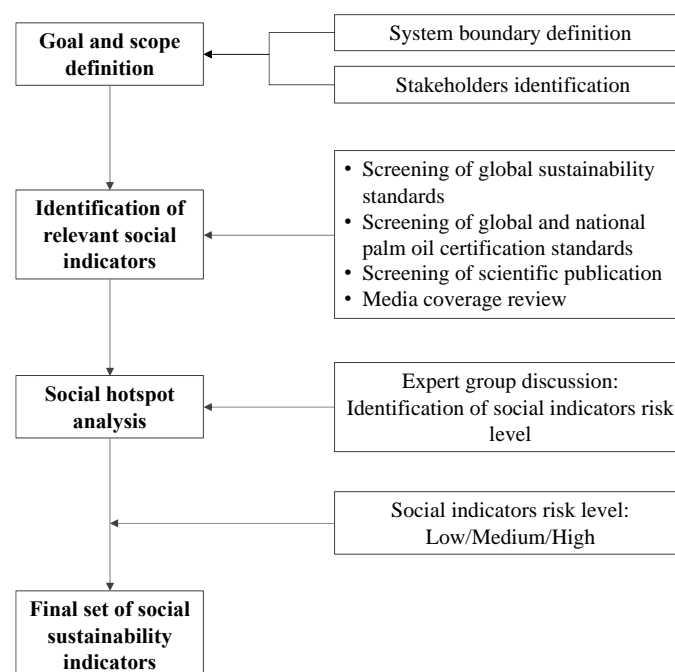 Goal and scope
definition
System boundary definition
Stakeholders identification
Identification of
relevant social
indicators
• Screening of global sustainability
standards
• Screening of global and national
palm oil certification standards
• Screening of scientific publication
• Media coverage review
Social hotspot
analysis
Expert group discussion:
Identification of social indicators risk
level
Social indicators risk level:
Low/Medium/High
Final set of social
sustainability
indicators